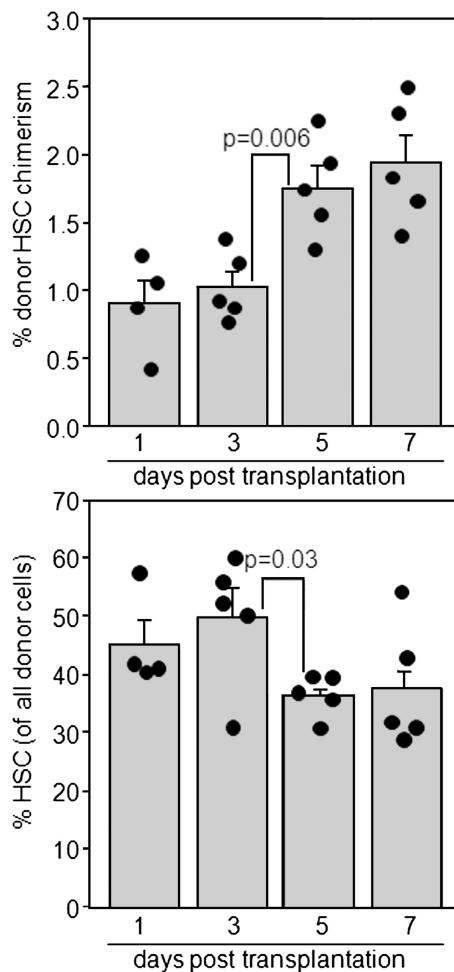 % donor HSC chimerism
3.0
2.5
2.0
1.5
1.0
0.5
0.0
p=0.006
1 3 5 7
days post transplantation
% HSC (of all donor cells)
70
60
50
40
30
20
10
0
p=0.03
1 3 5 7
days post transplantation